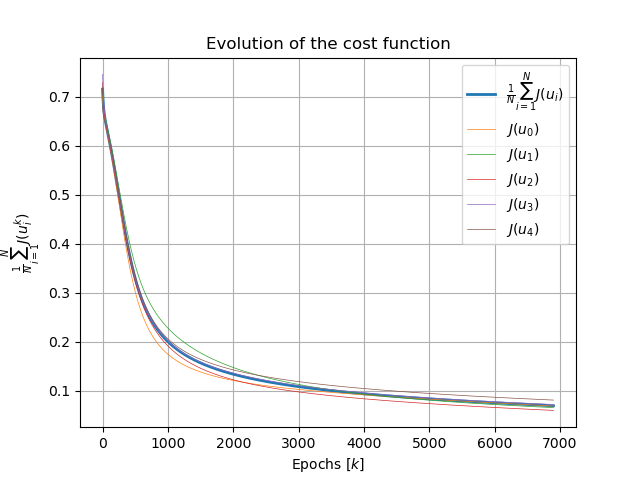 Evolution of the cost function
0.7
0.6
0.5
0.4
0.3
0.2
0.1
0
1000
2000
3000
4000
5000
6000
7000
Epochs [k]
1/N ∑_{i=1}^{N} J(u_i^k)
1/N ∑_{i=1}^{N} J(u_i)
J(u_0)
J(u_1)
J(u_2)
J(u_3)
J(u_4)